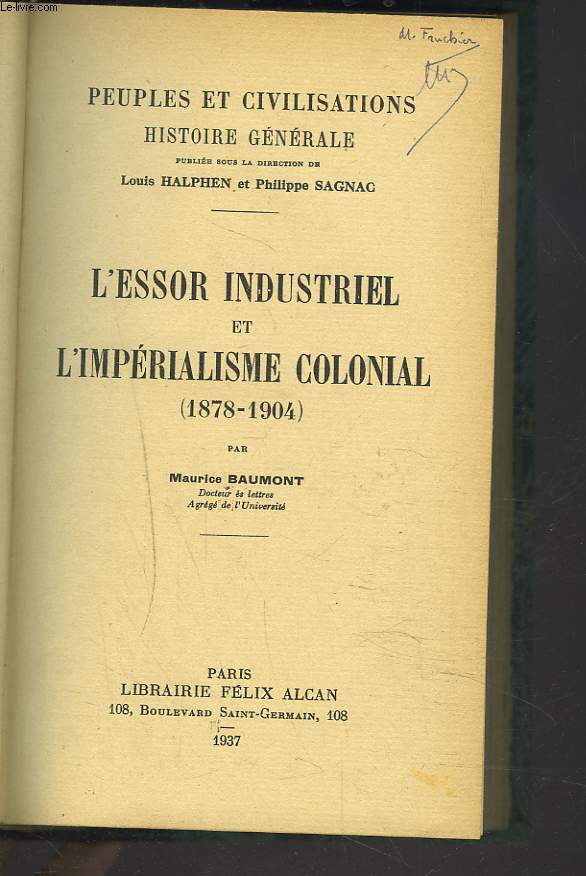 Le-livre.com
M. Fruchier
PEUPLES ET CIVILISATIONS
HISTOIRE GÉNÉRALE
PUBLIÉE SOUS LA DIRECTION DE
Louis HALPHEN et Philippe SAGNAC
L'ESSOR INDUSTRIEL
ET
L'IMPÉRIALISME COLONIAL
(1878-1904)
PAR
Maurice BAUMONT
Docteur ès lettres
Agrégé de l'Université
PARIS
LIBRAIRIE FÉLIX ALCAN
108, BOULEVARD SAINT-GERMAIN, 108
1937